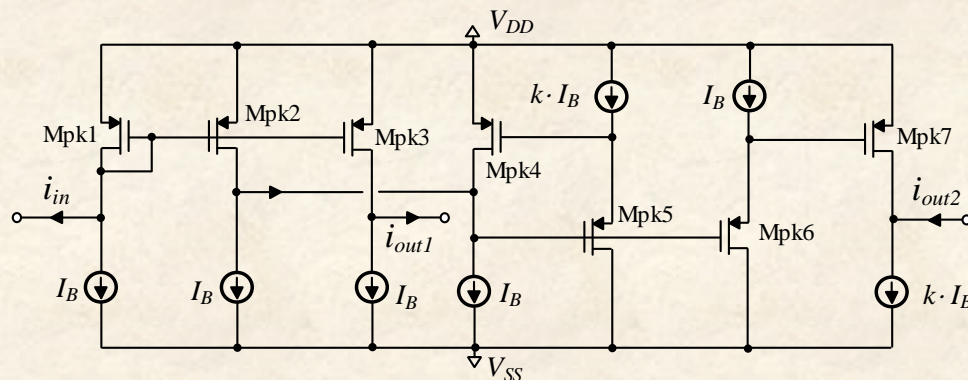 V_DD
k · I_B
I_B
Mpk1
Mpk2
Mpk3
Mpk4
Mpk7
i_in
i_out1
Mpk5
Mpk6
i_out2
I_B
I_B
I_B
I_B
k · I_B
V_SS